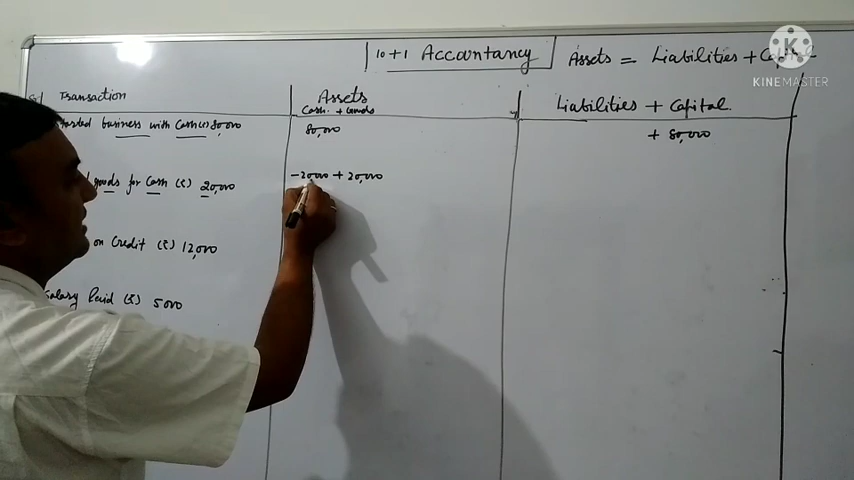 10+1 Accountancy
Assets = Liabilities + Capital
KINEMASTER
Transaction
Assets
Cash + Goods
Liabilities + Capital
business with Cash (₹) 80,000
80,000
+ 80,000
goods for Cash (₹) 20,000
-20,000 + 20,000
on Credit (₹) 12,000
Salary Paid (₹) 5000